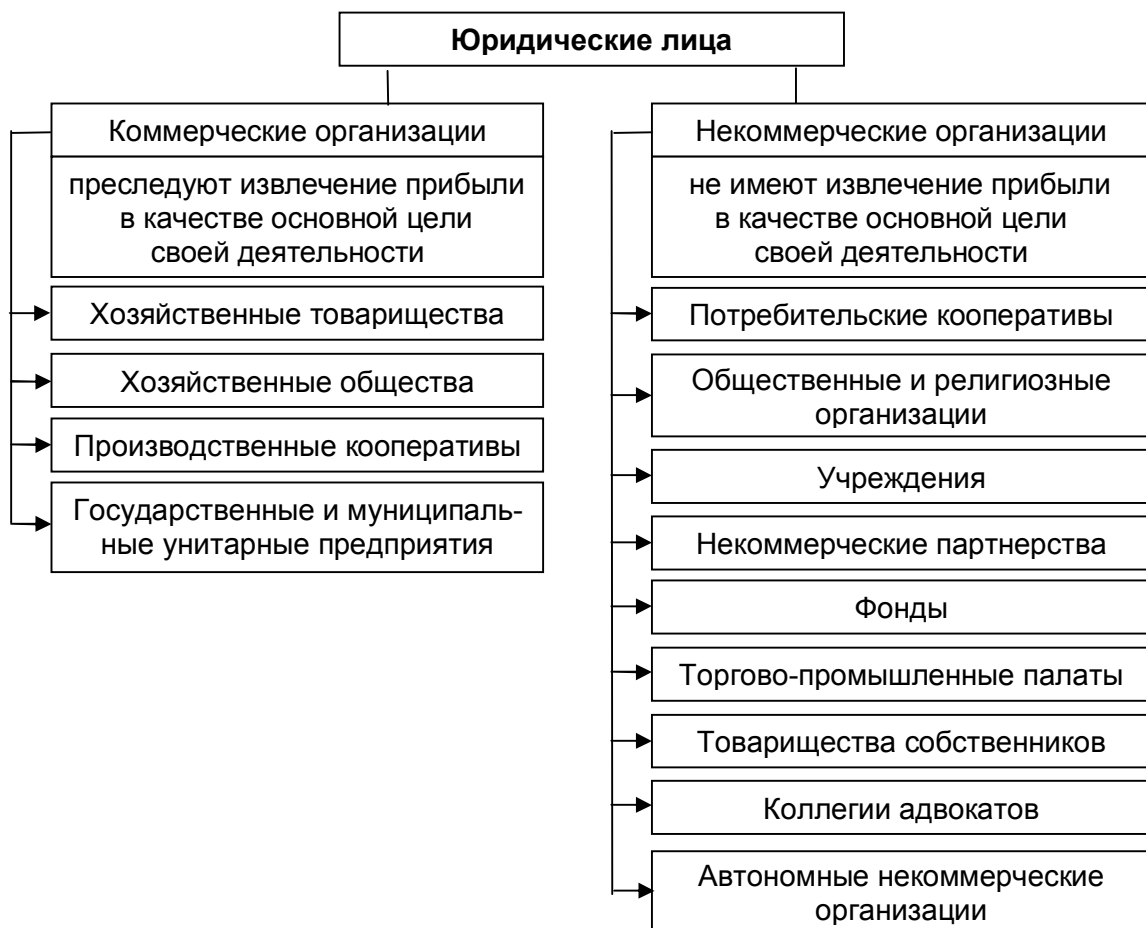 Юридические лица
Коммерческие организации
преследуют извлечение прибыли
в качестве основной цели
своей деятельности
Хозяйственные товарищества
Хозяйственные общества
Производственные кооперативы
Государственные и муниципаль-
ные унитарные предприятия
Некоммерческие организации
не имеют извлечение прибыли
в качестве основной цели
своей деятельности
Потребительские кооперативы
Общественные и религиозные
организации
Учреждения
Некоммерческие партнерства
Фонды
Торгово-промышленные палаты
Товарищества собственников
Коллегии адвокатов
Автономные некоммерческие
организации